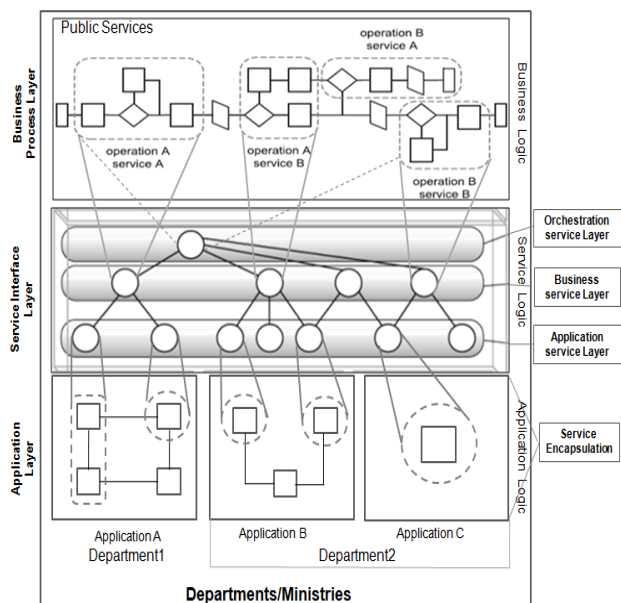 Public Services
operation B
service A
operation A
service A
operation A
service B
operation B
service B
Business
Process Layer
Business Logic
Orchestration
service Layer
Service Interface
Layer
Service Logic
Business
service Layer
Application
service Layer
Application
Layer
Application Logic
Service
Encapsulation
Application A
Application B
Application C
Department1
Department2
Departments/Ministries